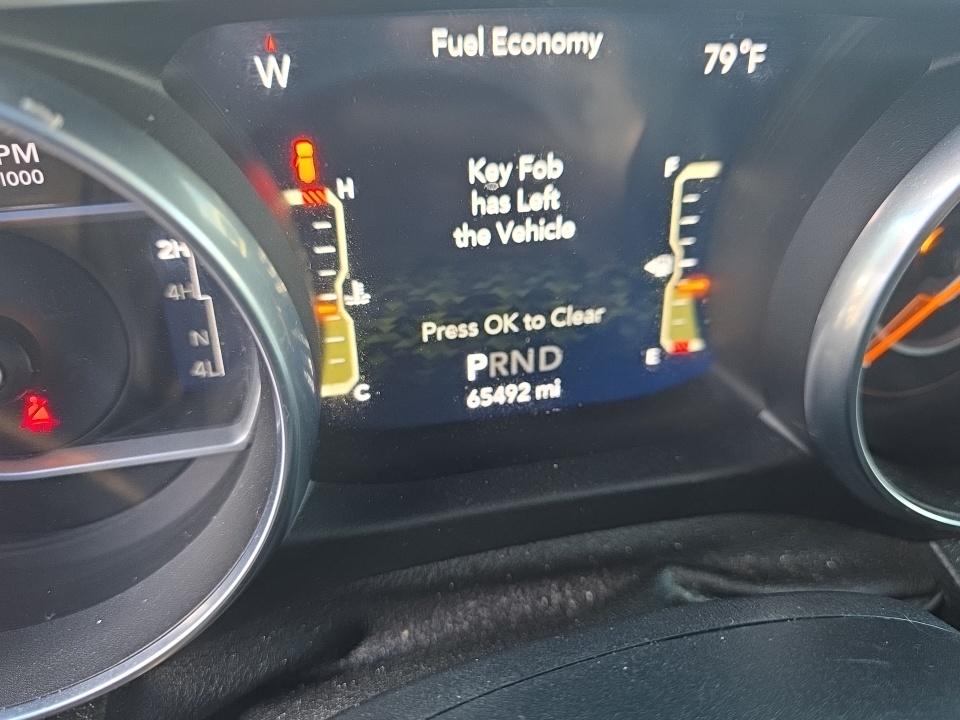 Fuel Economy
W
79°F
PM
1000
H
Key Fob
has Left
the Vehicle
F
2H
4H
N
4L
Press OK to Clear
E
PRND
C
65492 mi